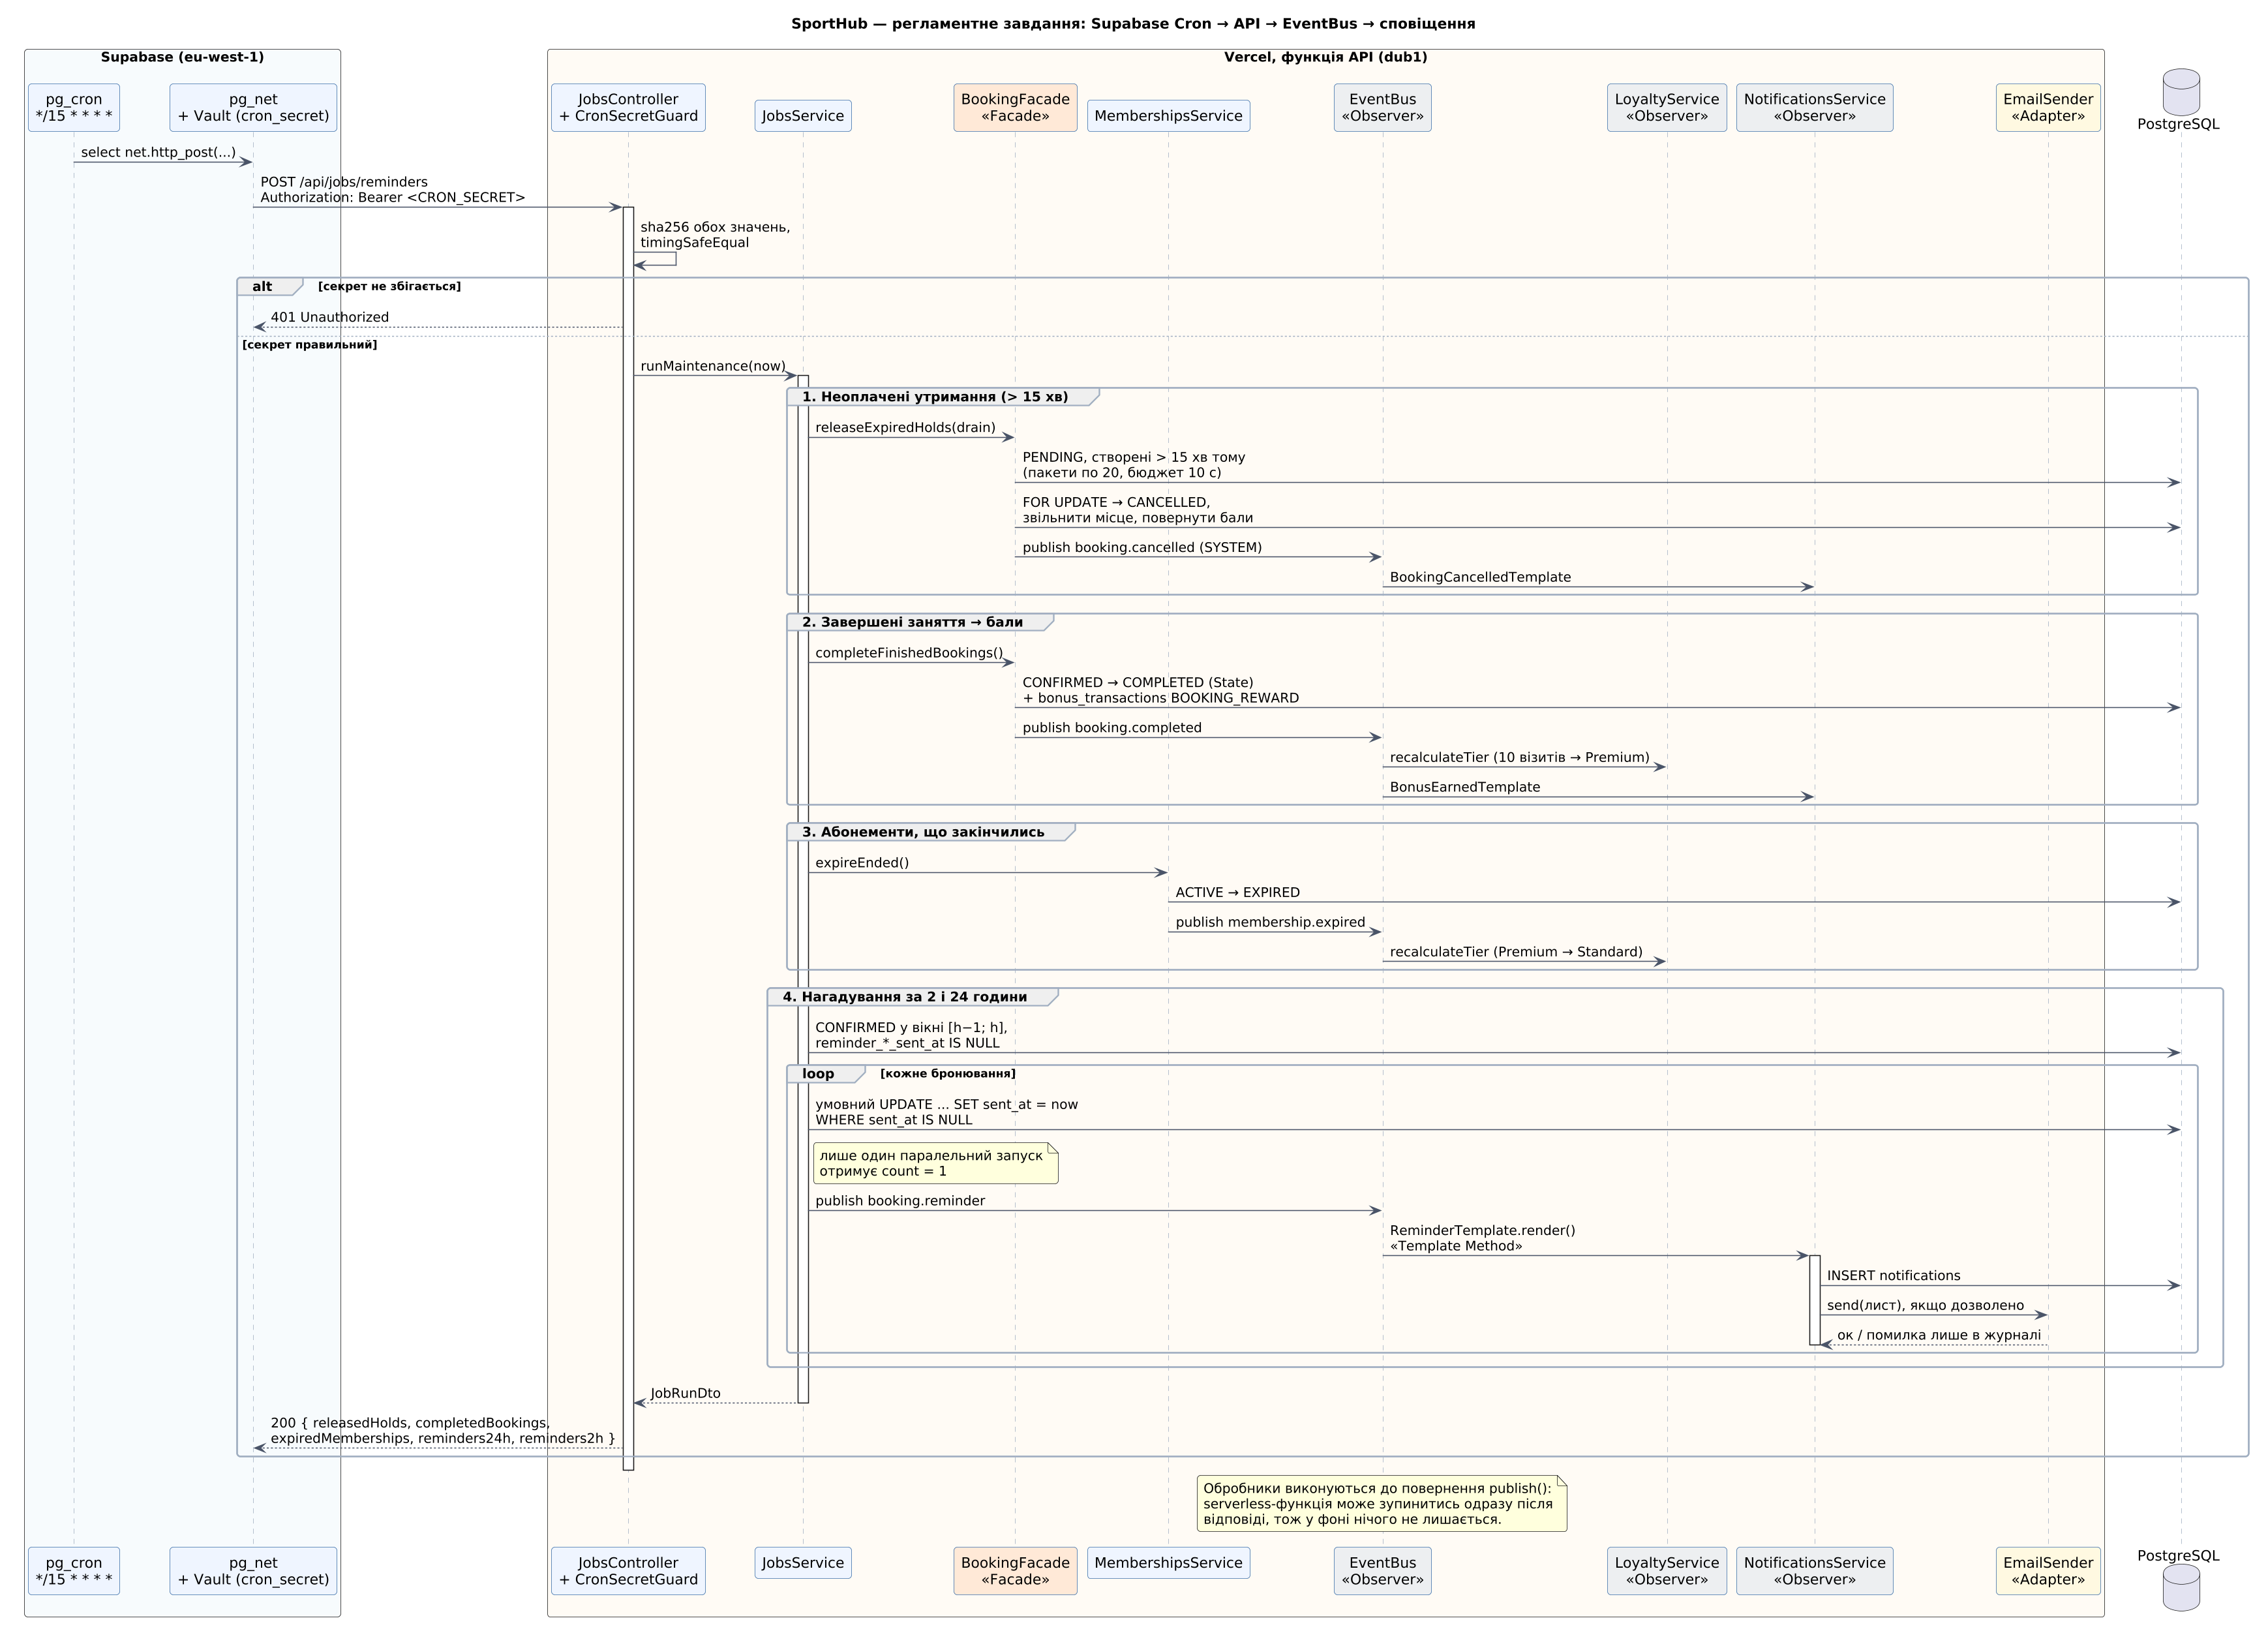 SportHub — регламентне завдання: Supabase Cron → API → EventBus → сповіщення
Supabase (eu-west-1)
Vercel, функція API (dub1)
pg_cron
*/15 * * * *
pg_net
+ Vault (cron_secret)
JobsController
+ CronSecretGuard
JobsService
BookingFacade
«Facade»
MembershipsService
EventBus
«Observer»
LoyaltyService
«Observer»
NotificationsService
«Observer»
EmailSender
«Adapter»
PostgreSQL
select net.http_post(...)
POST /api/jobs/reminders
Authorization: Bearer <CRON_SECRET>
sha256 обох значень,
timingSafeEqual
alt [секрет не збігається]
401 Unauthorized
[секрет правильний]
runMaintenance(now)
1. Неоплачені утримання (> 15 хв)
releaseExpiredHolds(drain)
PENDING, створені > 15 хв тому
(пакети по 20, бюджет 10 с)
FOR UPDATE → CANCELLED,
звільнити місце, повернути бали
publish booking.cancelled (SYSTEM)
BookingCancelledTemplate
2. Завершені заняття → бали
completeFinishedBookings()
CONFIRMED → COMPLETED (State)
+ bonus_transactions BOOKING_REWARD
publish booking.completed
recalculateTier (10 візитів → Premium)
BonusEarnedTemplate
3. Абонементи, що закінчились
expireEnded()
ACTIVE → EXPIRED
publish membership.expired
recalculateTier (Premium → Standard)
4. Нагадування за 2 і 24 години
CONFIRMED у вікні [h−1; h],
reminder_*_sent_at IS NULL
loop [кожне бронювання]
умовний UPDATE ... SET sent_at = now
WHERE sent_at IS NULL
лише один паралельний запуск
отримує count = 1
publish booking.reminder
ReminderTemplate.render()
«Template Method»
INSERT notifications
send(лист), якщо дозволено
ок / помилка лише в журналі
JobRunDto
200 { releasedHolds, completedBookings,
expiredMemberships, reminders24h, reminders2h }
Обробники виконуються до повернення publish():
serverless-функція може зупинитись одразу після
відповіді, тож у фоні нічого не лишається.
pg_cron
*/15 * * * *
pg_net
+ Vault (cron_secret)
JobsController
+ CronSecretGuard
JobsService
BookingFacade
«Facade»
MembershipsService
EventBus
«Observer»
LoyaltyService
«Observer»
NotificationsService
«Observer»
EmailSender
«Adapter»
PostgreSQL